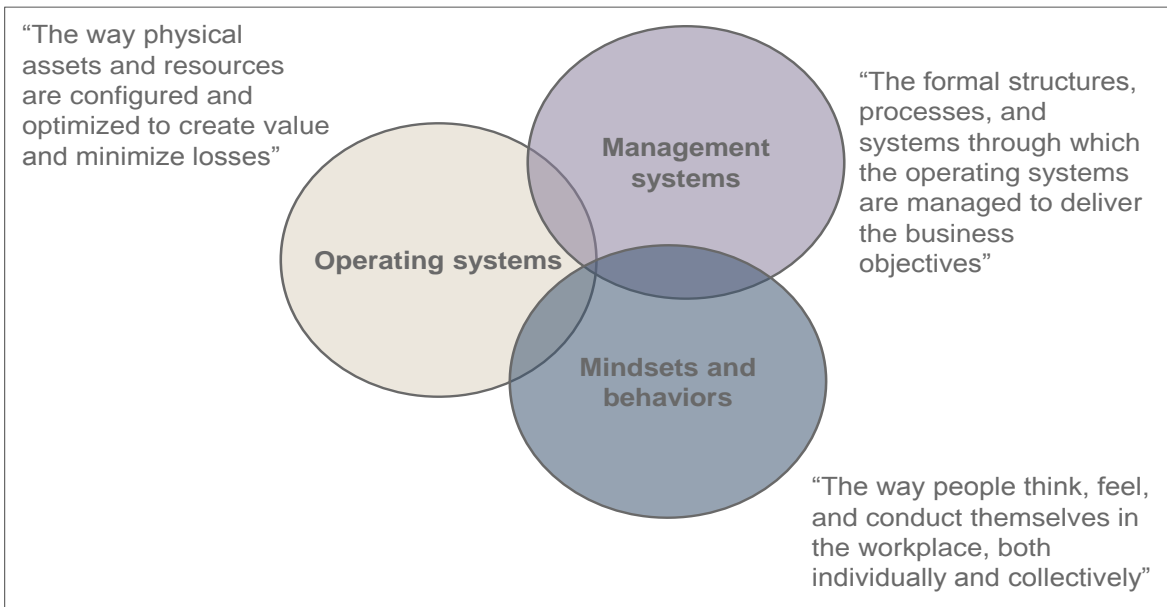 “The way physical
assets and resources
are configured and
optimized to create value
and minimize losses”
Management
systems
“The formal structures,
processes, and
systems through which
the operating systems
are managed to deliver
the business
objectives”
Operating systems
Mindsets and
behaviors
“The way people think, feel,
and conduct themselves in
the workplace, both
individually and collectively”